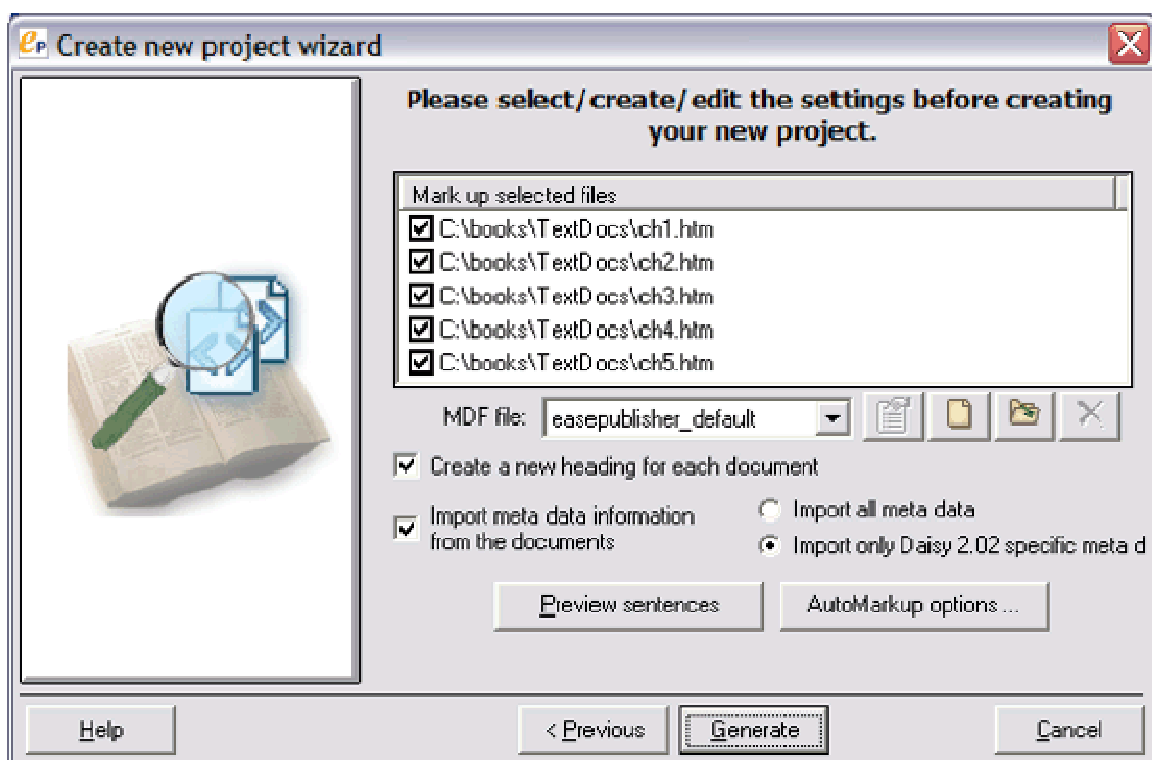 eP Create new project wizard
Please select/create/edit the settings before creating
your new project.
Mark up selected files
C:\books\TextDocs\ch1.htm
C:\books\TextDocs\ch2.htm
C:\books\TextDocs\ch3.htm
C:\books\TextDocs\ch4.htm
C:\books\TextDocs\ch5.htm
MDF file: easepublisher_default
Create a new heading for each document
Import meta data information
from the documents
Import all meta data
Import only Daisy 2.02 specific meta d
Preview sentences AutoMarkup options ...
Help < Previous Generate Cancel